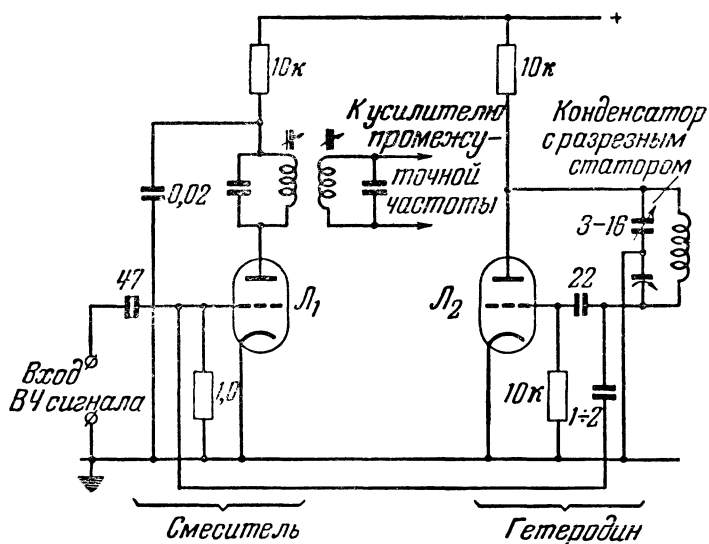 +
10к
10к
К усилителю
промежу-
точной
частоты
Конденсатор
с разрезным
статором
0,02
3-16
47
Л1
Л2
22
Вход
ВЧ сигнала
1,0
10к
1÷2
Смеситель
Гетеродин